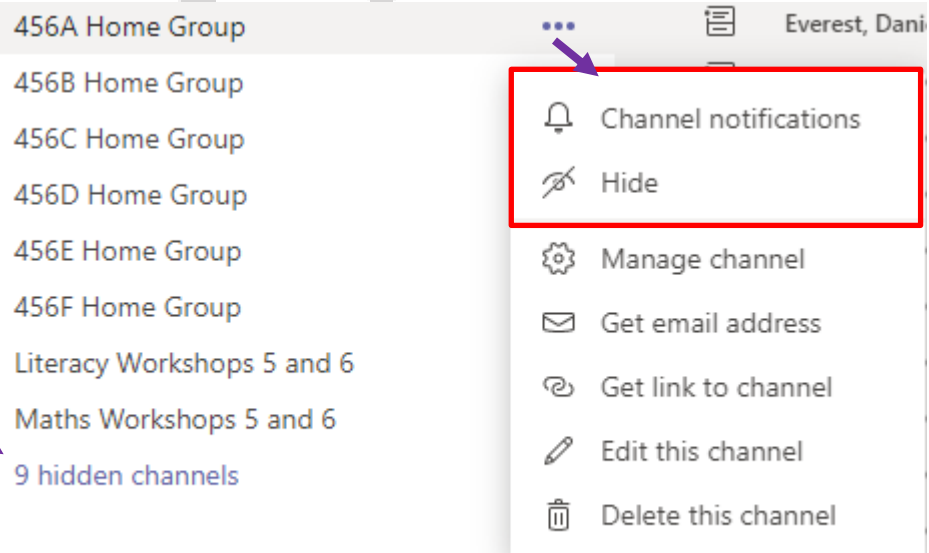 456A Home Group
456B Home Group
456C Home Group
456D Home Group
456E Home Group
456F Home Group
Literacy Workshops 5 and 6
Maths Workshops 5 and 6
9 hidden channels
Everest,
Channel notifications
Hide
Manage channel
Get email address
Get link to channel
Edit this channel
Delete this channel